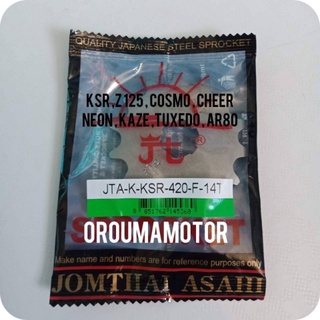 QUALITY JAPANESE STEEL SPROCKET
KSR,Z125,COSMO,CHEER
NEON,KAZE,TUXEDO,AR80
JTA-K-KSR-420-F-14T
OROUMAMOTOR
Make name and numbers are for reference purposes only
JOMTHAI ASAHI